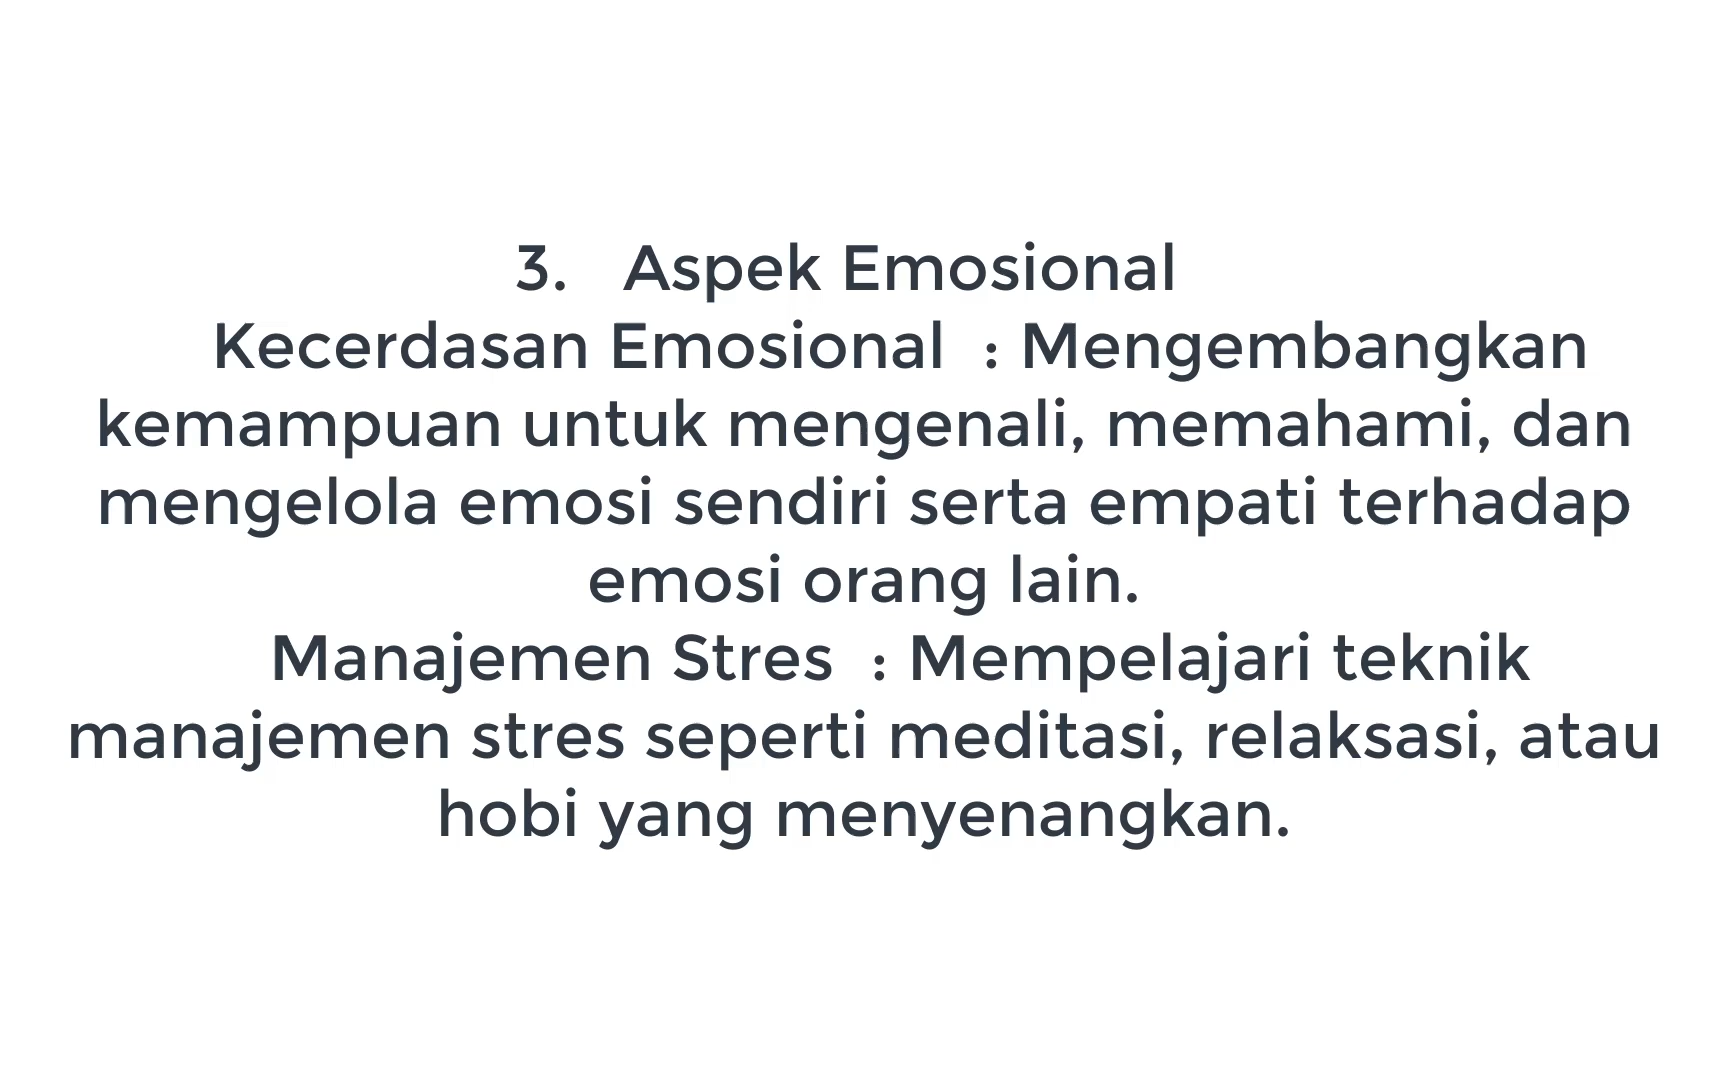 3. Aspek Emosional
Kecerdasan Emosional : Mengembangkan
kemampuan untuk mengenali, memahami, dan
mengelola emosi sendiri serta empati terhadap
emosi orang lain.
Manajemen Stres : Mempelajari teknik
manajemen stres seperti meditasi, relaksasi, atau
hobi yang menyenangkan.